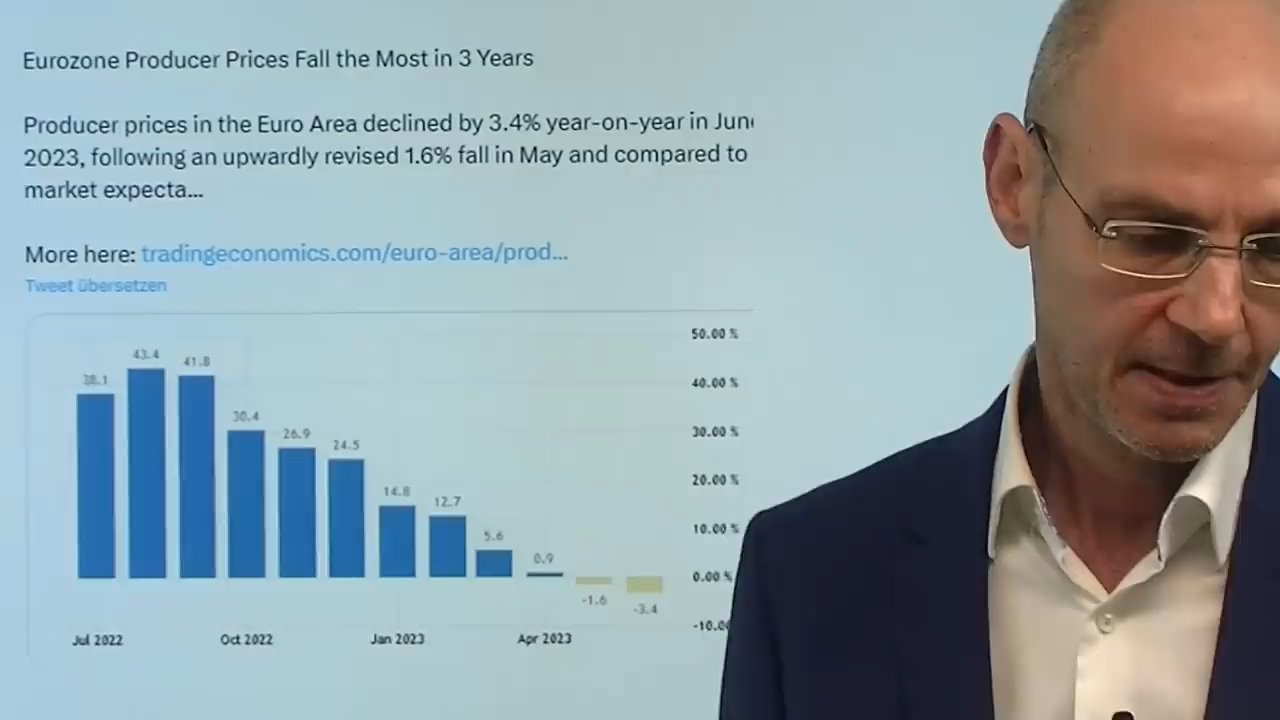 Eurozone Producer Prices Fall the Most in 3 Years
Producer prices in the Euro Area declined by 3.4% year-on-year in
2023, following an upwardly revised 1.6% fall in May and compared to
market expecta...
More here: tradingeconomics.com/euro-area/prod...
Tweet übersetzen
50.00 %
43.4
41.8
38.1
40.00 %
30.4
30.00 %
26.9
24.5
20.00 %
14.8
12.7
10.00 %
5.6
0.9
0.00 %
-1.6
-3.4
Jul 2022
Oct 2022
Jan 2023
Apr 2023